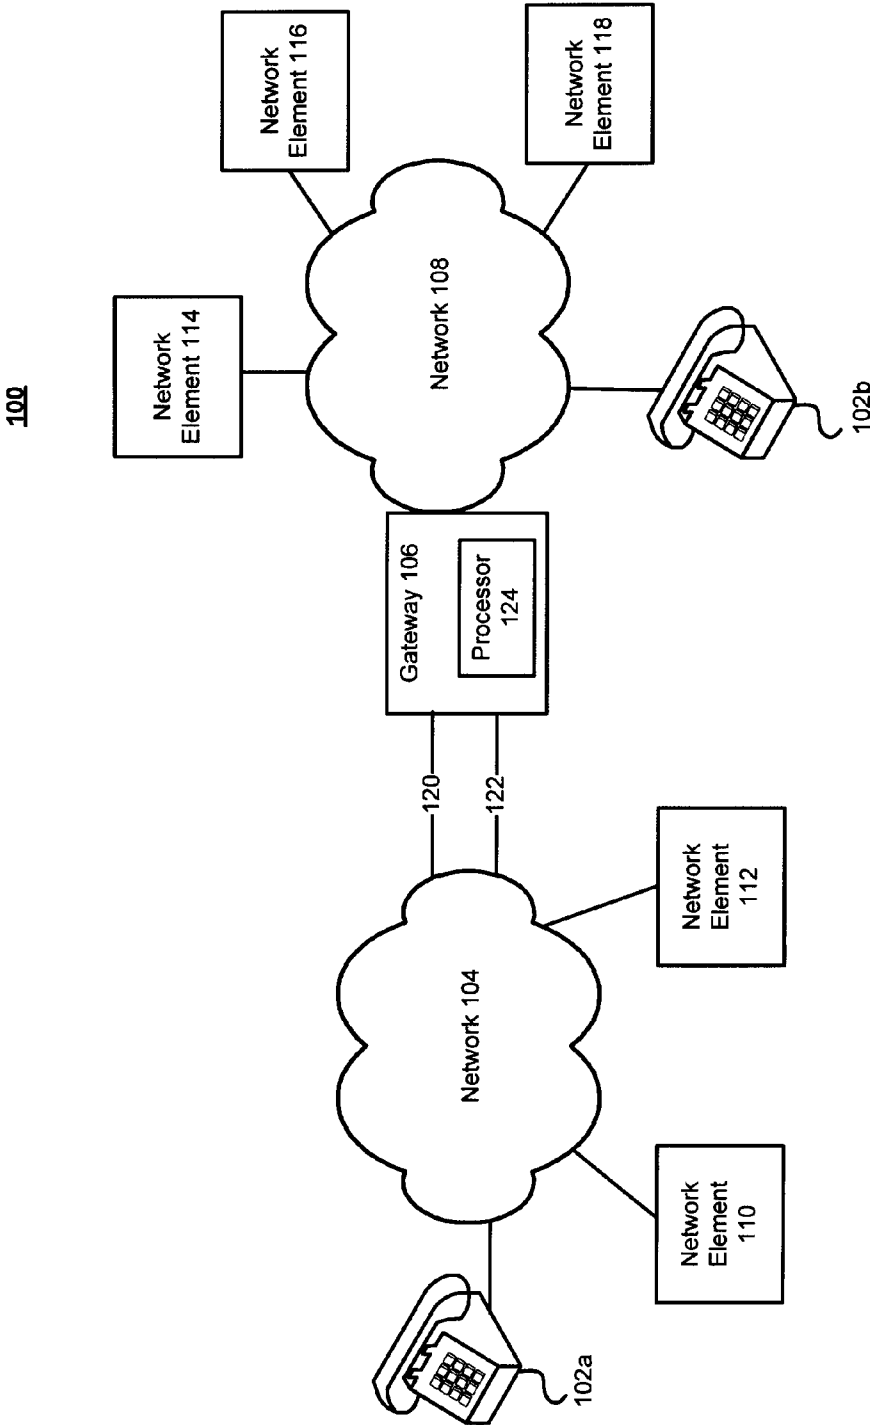 100
Network
Element 116
Network
Element 114
Network
Element 118
Network 108
102b
Gateway 106
Processor
124
120
122
Network 104
Network
Element
112
Network
Element
110
102a